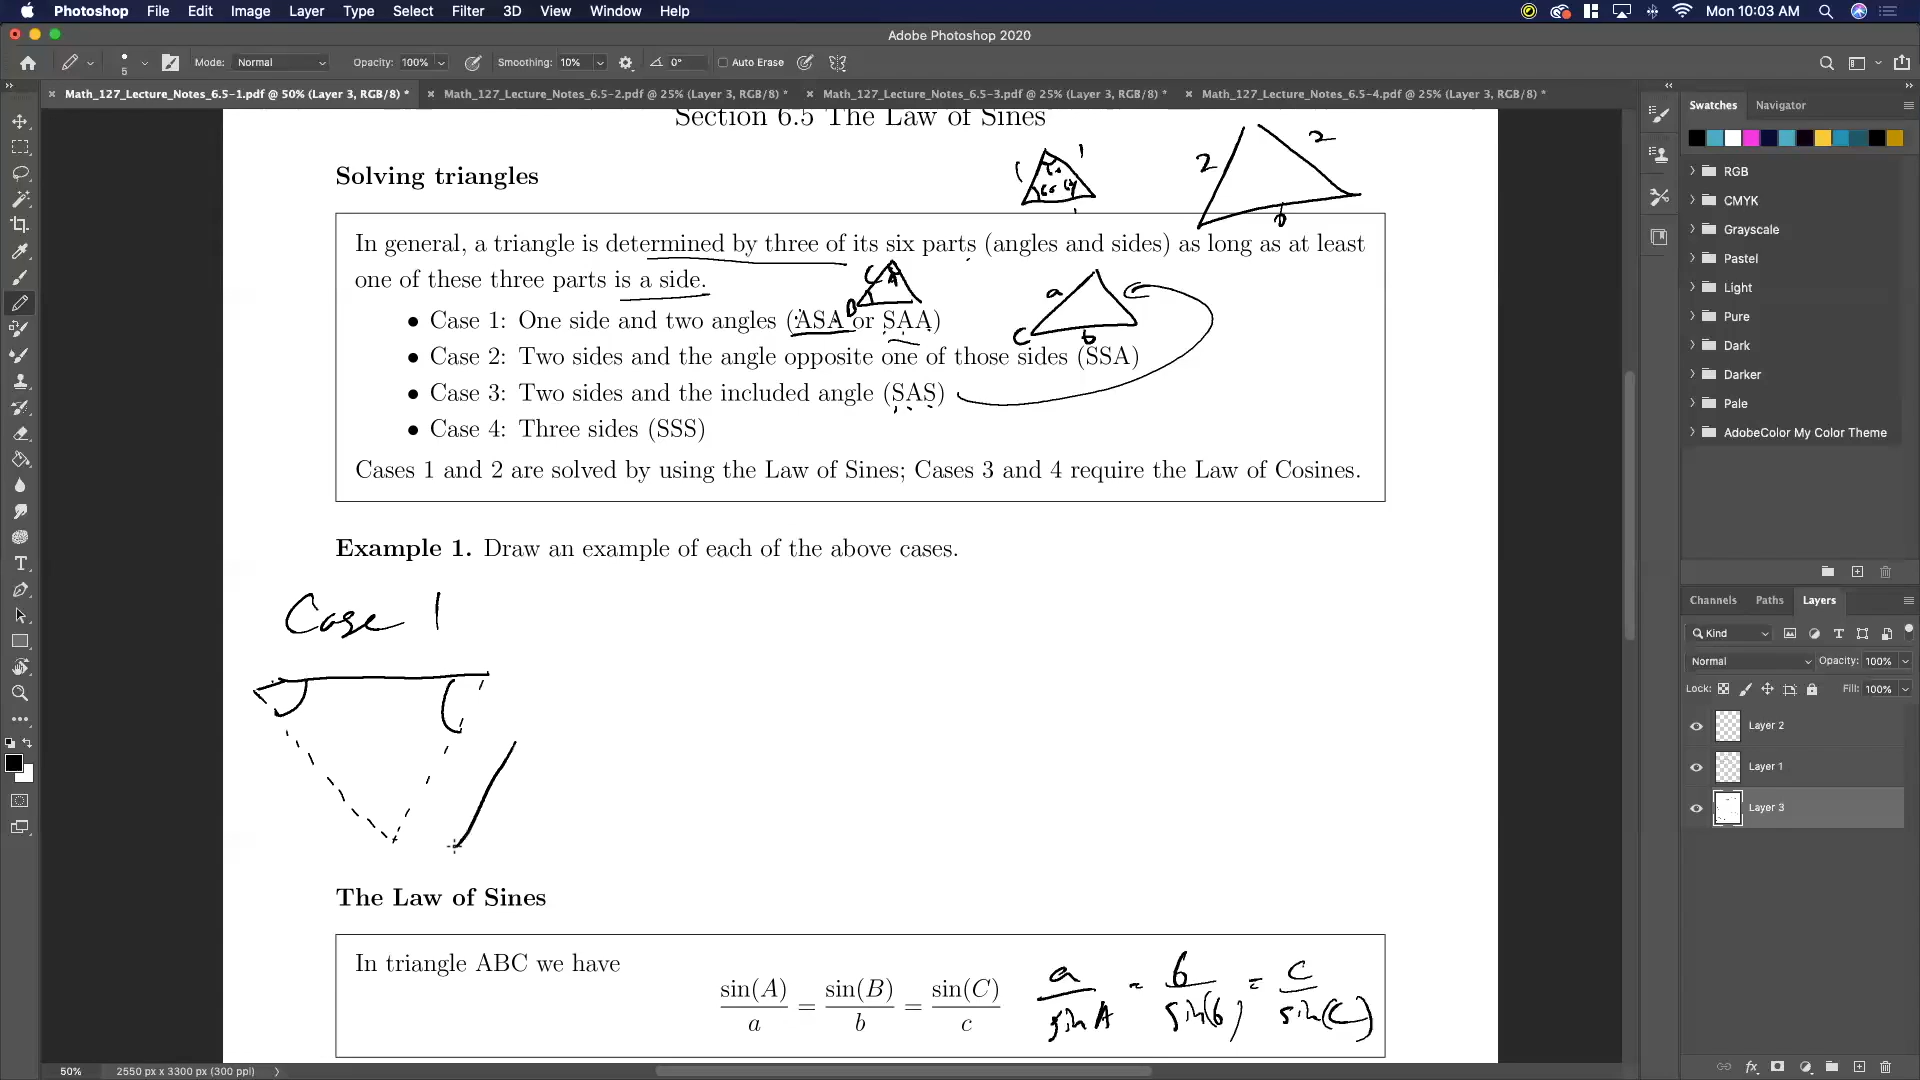 Photoshop File Edit Image Layer Type Select Filter 3D View Window Help Mon 10:03 AM
Adobe Photoshop 2020
5 Mode: Normal Opacity: 100% Smoothing: 10% 0° Auto Erase
Math_127_Lecture_Notes_6.5-1.pdf @ 50% (Layer 3, RGB/8) * Math_127_Lecture_Notes_6.5-2.pdf @ 25% (Layer 3, RGB/8) * Math_127_Lecture_Notes_6.5-3.pdf @ 25% (Layer 3, RGB/8) * Math_127_Lecture_Notes_6.5-4.pdf @ 25% (Layer 3, RGB/8) *
Section 6.5 The Law of Sines
Solving triangles
1 1
2 2
In general, a triangle is determined by three of its six parts (angles and sides) as long as at least
one of these three parts is a side.
C A B
a b C
• Case 1: One side and two angles (ASA or SAA)
• Case 2: Two sides and the angle opposite one of those sides (SSA)
• Case 3: Two sides and the included angle (SAS)
• Case 4: Three sides (SSS)
Cases 1 and 2 are solved by using the Law of Sines; Cases 3 and 4 require the Law of Cosines.
Example 1. Draw an example of each of the above cases.
Case 1
The Law of Sines
In triangle ABC we have
sin(A)/a = sin(B)/b = sin(C)/c
a/sin A = b/sin(b) = c/sin(C)
50% 2550 px x 3300 px (300 ppi)
Swatches Navigator
RGB
CMYK
Grayscale
Pastel
Light
Pure
Dark
Darker
Pale
AdobeColor My Color Theme
Channels Paths Layers
Kind
Normal Opacity: 100%
Lock: Fill: 100%
Layer 2
Layer 1
Layer 3
fx